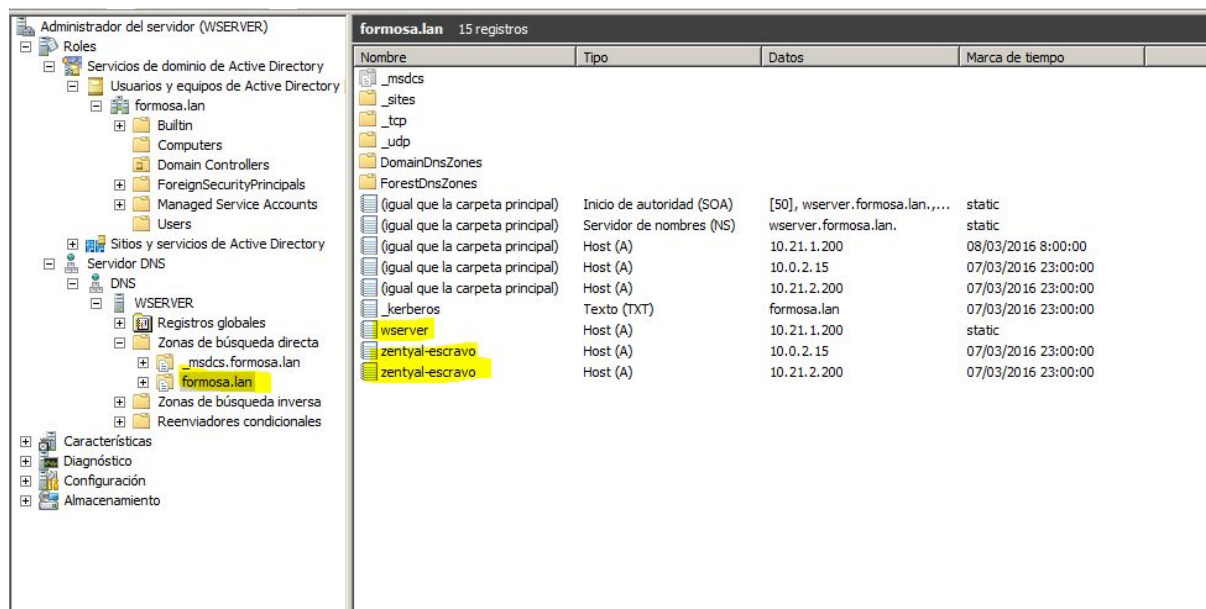 Administrador del servidor (WSERVER)
Roles
Servicios de dominio de Active Directory
Usuarios y equipos de Active Directory
formosa.lan
Builtin
Computers
Domain Controllers
ForeignSecurityPrincipals
Managed Service Accounts
Users
Sitios y servicios de Active Directory
Servidor DNS
DNS
WSERVER
Registros globales
Zonas de búsqueda directa
_msdcs.formosa.lan
formosa.lan
Zonas de búsqueda inversa
Reenviadores condicionales
Características
Diagnóstico
Configuración
Almacenamiento
formosa.lan 15 registros
Nombre Tipo Datos Marca de tiempo
_msdcs
_sites
_tcp
_udp
DomainDnsZones
ForestDnsZones
(igual que la carpeta principal) Inicio de autoridad (SOA) [50], wserver.formosa.lan.,... static
(igual que la carpeta principal) Servidor de nombres (NS) wserver.formosa.lan. static
(igual que la carpeta principal) Host (A) 10.21.1.200 08/03/2016 8:00:00
(igual que la carpeta principal) Host (A) 10.0.2.15 07/03/2016 23:00:00
(igual que la carpeta principal) Host (A) 10.21.2.200 07/03/2016 23:00:00
_kerberos Texto (TXT) formosa.lan 07/03/2016 23:00:00
wserver Host (A) 10.21.1.200 static
zentyal-escravo Host (A) 10.0.2.15 07/03/2016 23:00:00
zentyal-escravo Host (A) 10.21.2.200 07/03/2016 23:00:00